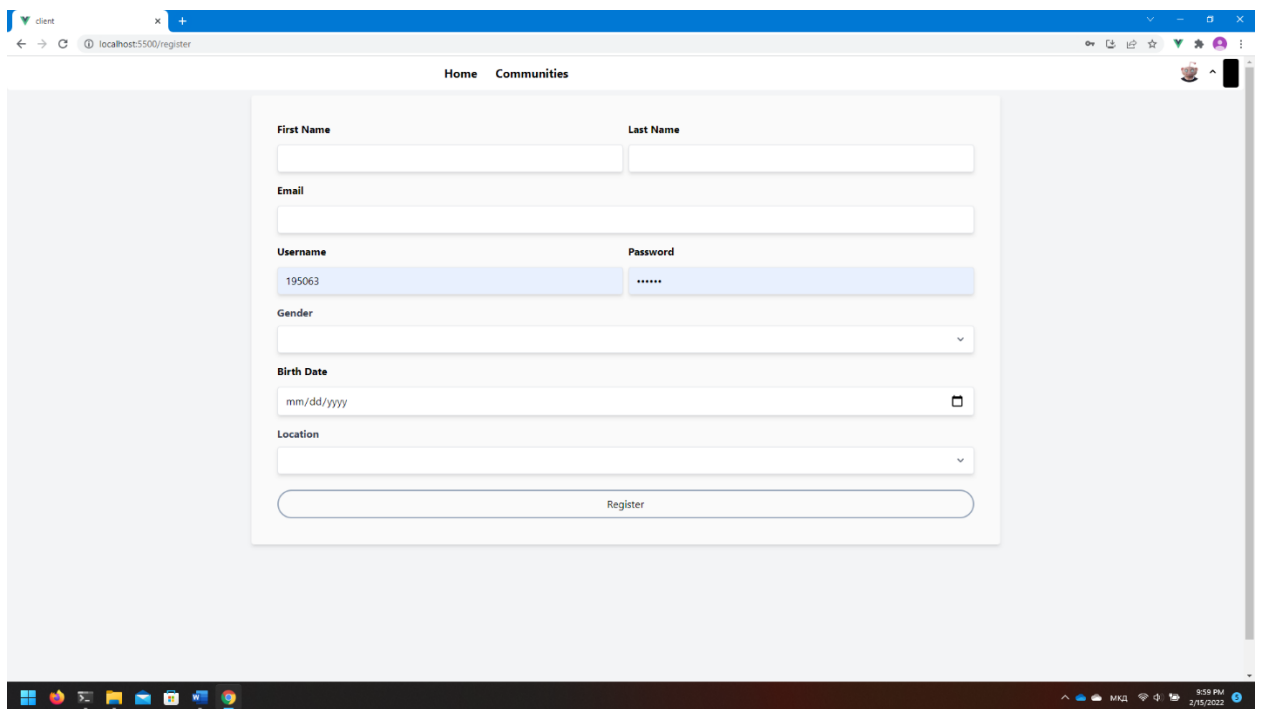 client
localhost:5500/register
Home Communities
First Name Last Name
Email
Username Password
195063 ••••••
Gender
Birth Date
mm/dd/yyyy
Location
Register
МКД 9:59 PM
2/15/2022 5